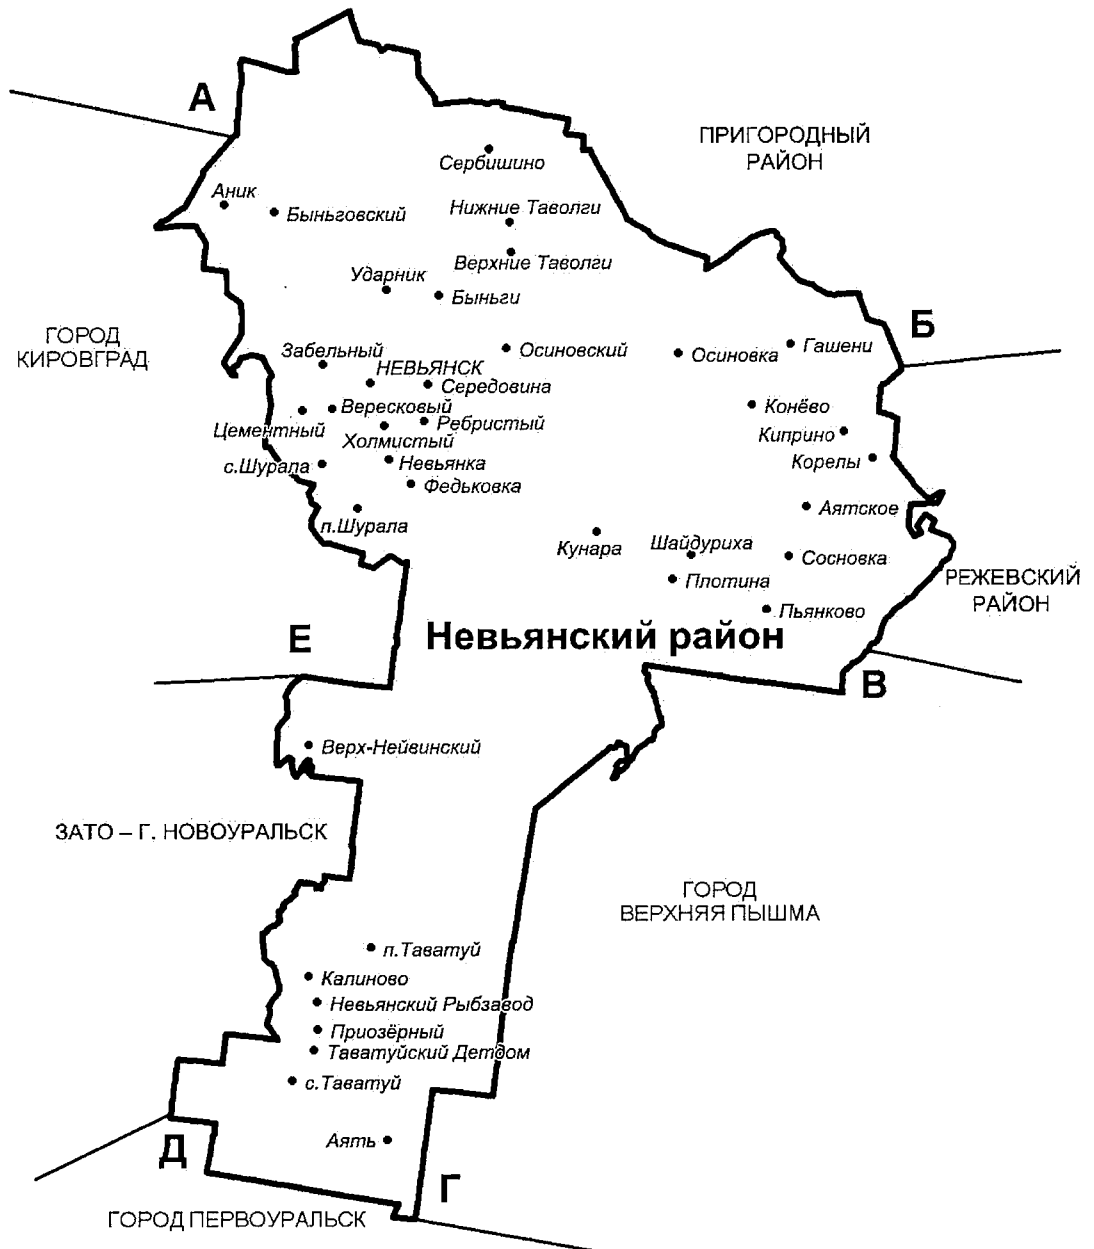 А
ПРИГОРОДНЫЙ
РАЙОН
Сербишино
Аник
Быньговский
Нижние Таволги
Верхние Таволги
Ударник
Быньги
ГОРОД
КИРОВГРАД
Б
Забельный
Осиновский
Осиновка
Гашени
НЕВЬЯНСК
Середовина
Вересковый
Конёво
Цементный
Ребристый
Холмистый
Киприно
с.Шурала
Невьянка
Корелы
Федьковка
п.Шурала
Аятское
Кунара
Шайдуриха
Сосновка
Плотина
РЕЖЕВСКИЙ
РАЙОН
Пьянково
Е
Невьянский район
В
Верх-Нейвинский
ЗАТО – Г. НОВОУРАЛЬСК
ГОРОД
ВЕРХНЯЯ ПЫШМА
п.Таватуй
Калиново
Невьянский Рыбзавод
Приозёрный
Таватуйский Детдом
с.Таватуй
Аять
Д
Г
ГОРОД ПЕРВОУРАЛЬСК